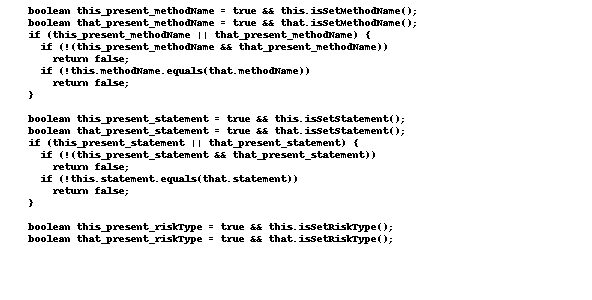 boolean this_present_methodName = true && this.isSetMethodName();
boolean that_present_methodName = true && that.isSetMethodName();
if (this_present_methodName || that_present_methodName) {
if (!(this_present_methodName && that_present_methodName))
return false;
if (!this.methodName.equals(that.methodName))
return false;
}
boolean this_present_statement = true && this.isSetStatement();
boolean that_present_statement = true && that.isSetStatement();
if (this_present_statement || that_present_statement) {
if (!(this_present_statement && that_present_statement))
return false;
if (!this.statement.equals(that.statement))
return false;
}
boolean this_present_riskType = true && this.isSetRiskType();
boolean that_present_riskType = true && that.isSetRiskType();